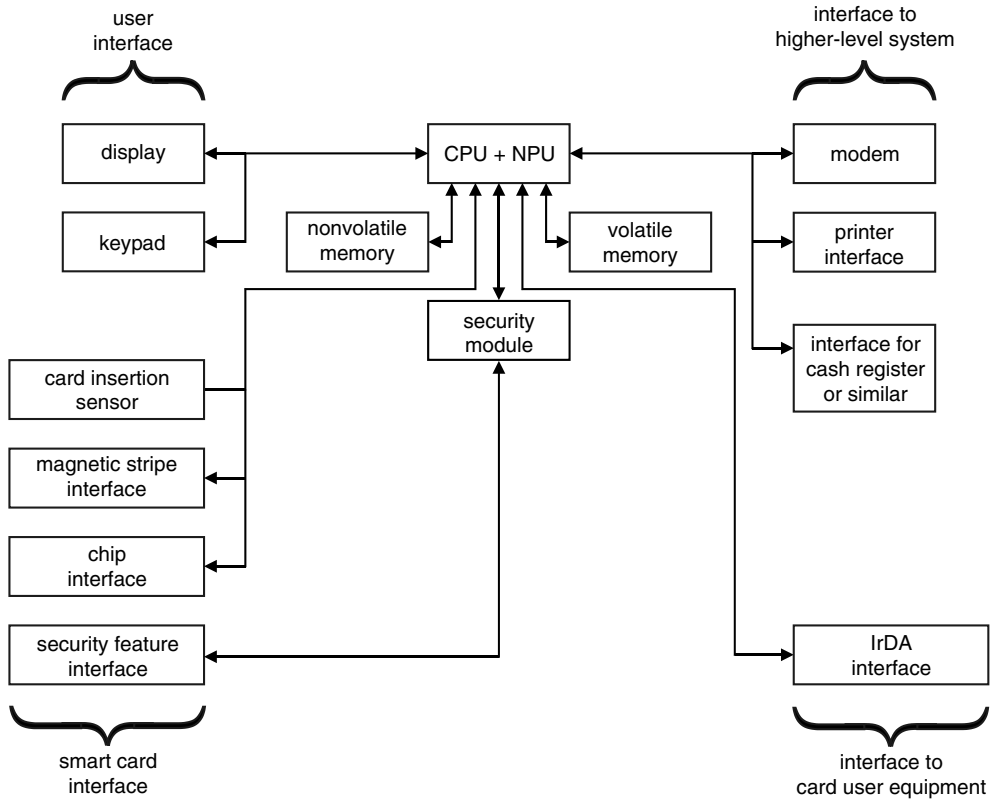 user
interface
interface to
higher-level system
display
CPU + NPU
modem
keypad
nonvolatile
memory
volatile
memory
printer
interface
security
module
interface for
cash register
or similar
card insertion
sensor
magnetic stripe
interface
chip
interface
security feature
interface
IrDA
interface
smart card
interface
interface to
card user equipment